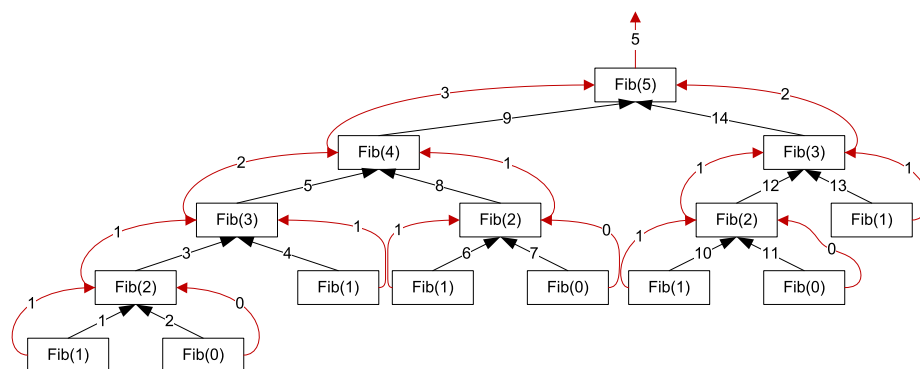 5
Fib(5)
3 2
9 14
Fib(4) Fib(3)
2 1 1 1
5 8 12 13
Fib(3) Fib(2) Fib(2) Fib(1)
1 1 1 0 1 0
3 4 6 7 10 11
Fib(2) Fib(1) Fib(1) Fib(0) Fib(1) Fib(0)
1 0
1 2
Fib(1) Fib(0)